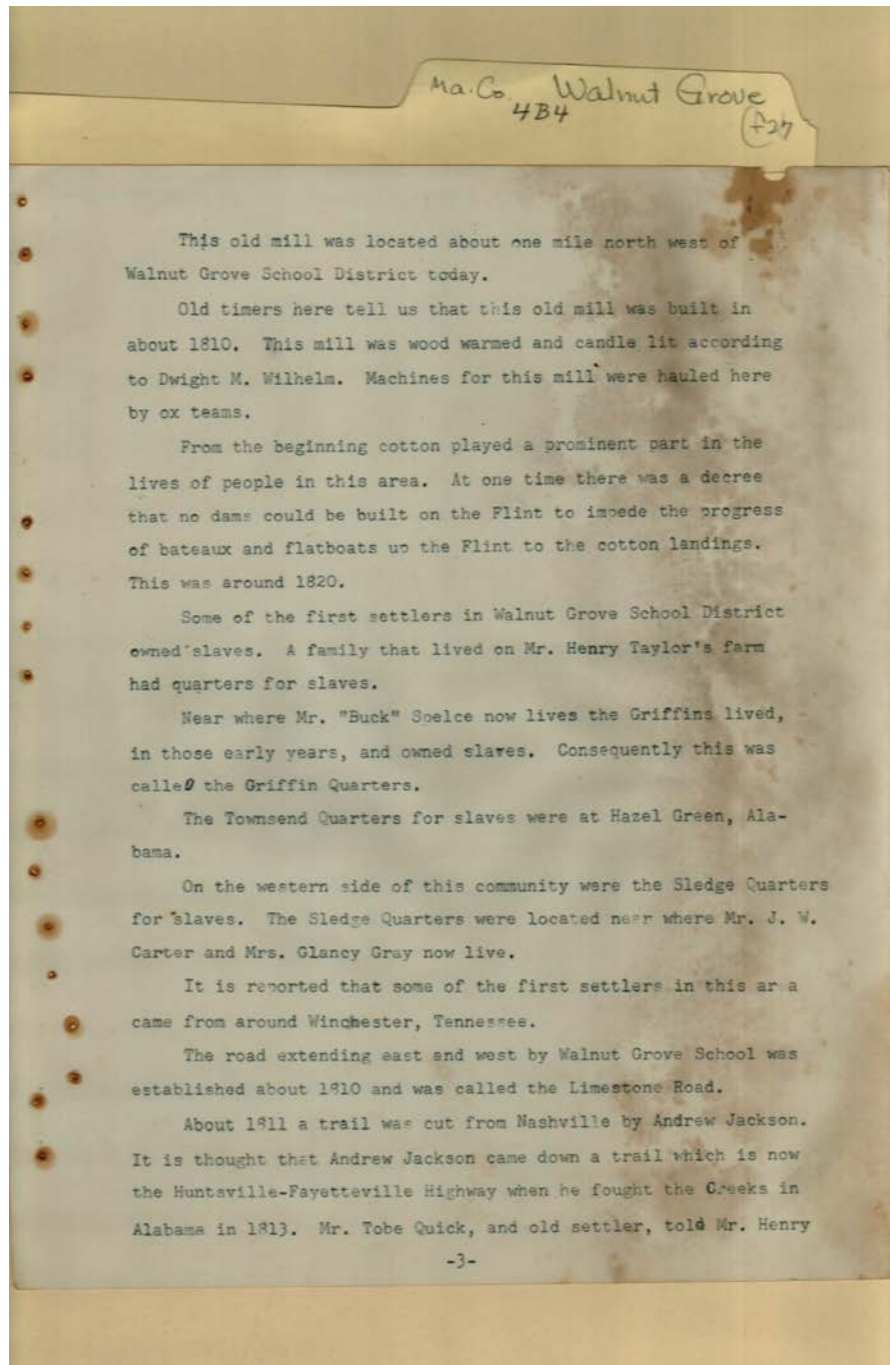 Ma. Co. Walnut Grove
4B4
f27
This old mill was located about one mile north west of
Walnut Grove School District today.
Old timers here tell us that this old mill was built in
about 1810. This mill was wood warmed and candle lit according
to Dwight M. Wilhelm. Machines for this mill were hauled here
by ox teams.
From the beginning cotton played a prominent part in the
lives of people in this area. At one time there was a decree
that no dams could be built on the Flint to impede the progress
of bateaux and flatboats up the Flint to the cotton landings.
This was around 1820.
Some of the first settlers in Walnut Grove School District
owned slaves. A family that lived on Mr. Henry Taylor's farm
had quarters for slaves.
Near where Mr. "Buck" Spelce now lives the Griffins lived,
in those early years, and owned slaves. Consequently this was
called the Griffin Quarters.
The Townsend Quarters for slaves were at Hazel Green, Ala-
bama.
On the western side of this community were the Sledge Quarters
for slaves. The Sledge Quarters were located near where Mr. J. W.
Carter and Mrs. Glancy Gray now live.
It is reported that some of the first settlers in this ar a
came from around Winchester, Tennessee.
The road extending east and west by Walnut Grove School was
established about 1810 and was called the Limestone Road.
About 1811 a trail was cut from Nashville by Andrew Jackson.
It is thought that Andrew Jackson came down a trail which is now
the Huntsville-Fayetteville Highway when he fought the Creeks in
Alabama in 1813. Mr. Tobe Quick, and old settler, told Mr. Henry
-3-